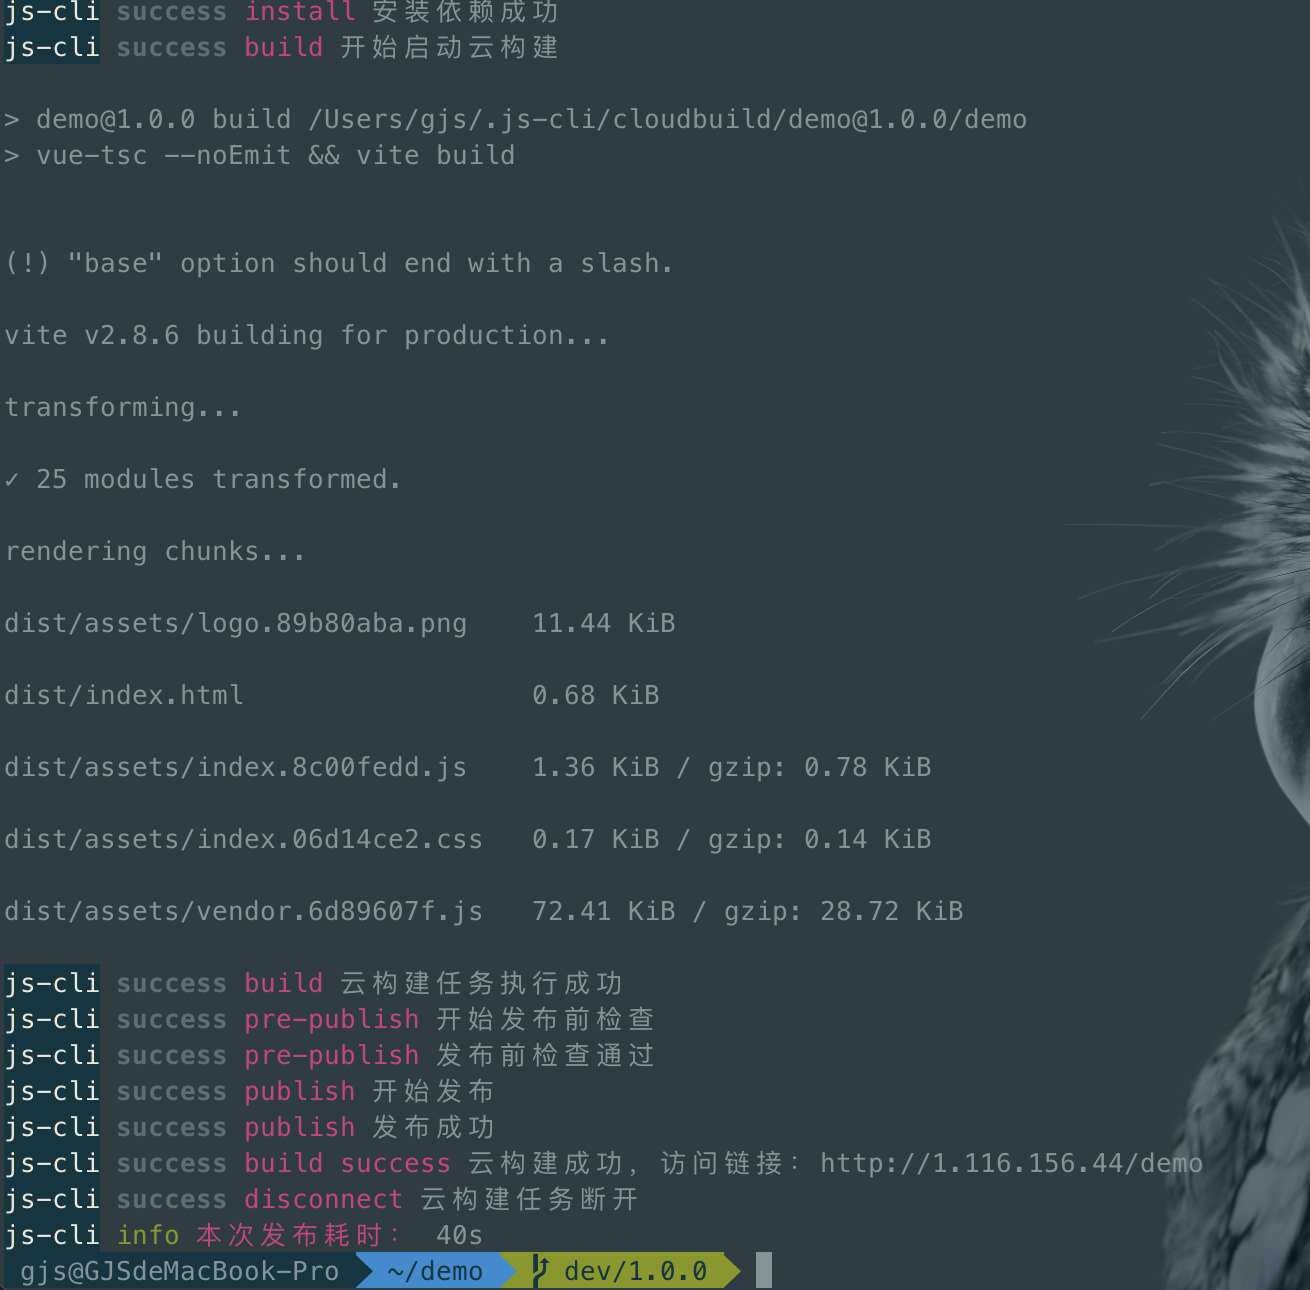 js-cli success install 安装依赖成功
js-cli success build 开始启动云构建
> demo@1.0.0 build /Users/gjs/.js-cli/cloudbuild/demo@1.0.0/demo
> vue-tsc --noEmit && vite build
(!) "base" option should end with a slash.
vite v2.8.6 building for production...
transforming...
✓ 25 modules transformed.
rendering chunks...
dist/assets/logo.89b80aba.png    11.44 KiB
dist/index.html                  0.68 KiB
dist/assets/index.8c00fedd.js    1.36 KiB / gzip: 0.78 KiB
dist/assets/index.06d14ce2.css   0.17 KiB / gzip: 0.14 KiB
dist/assets/vendor.6d89607f.js   72.41 KiB / gzip: 28.72 KiB
js-cli success build 云构建任务执行成功
js-cli success pre-publish 开始发布前检查
js-cli success pre-publish 发布前检查通过
js-cli success publish 开始发布
js-cli success publish 发布成功
js-cli success build success 云构建成功，访问链接：http://1.116.156.44/demo
js-cli success disconnect 云构建任务断开
js-cli info 本次发布耗时： 40s
gjs@GJSdeMacBook-Pro ~/demo dev/1.0.0